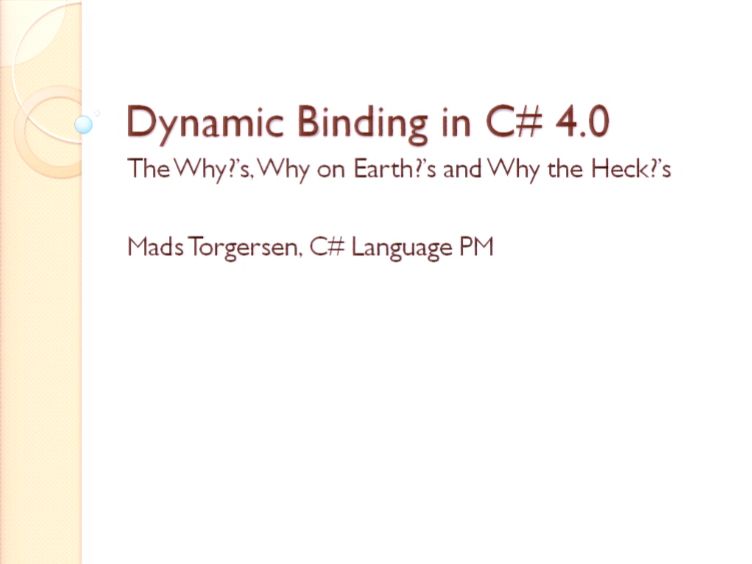 Dynamic Binding in C# 4.0
The Why?'s, Why on Earth?'s and Why the Heck?'s
Mads Torgersen, C# Language PM